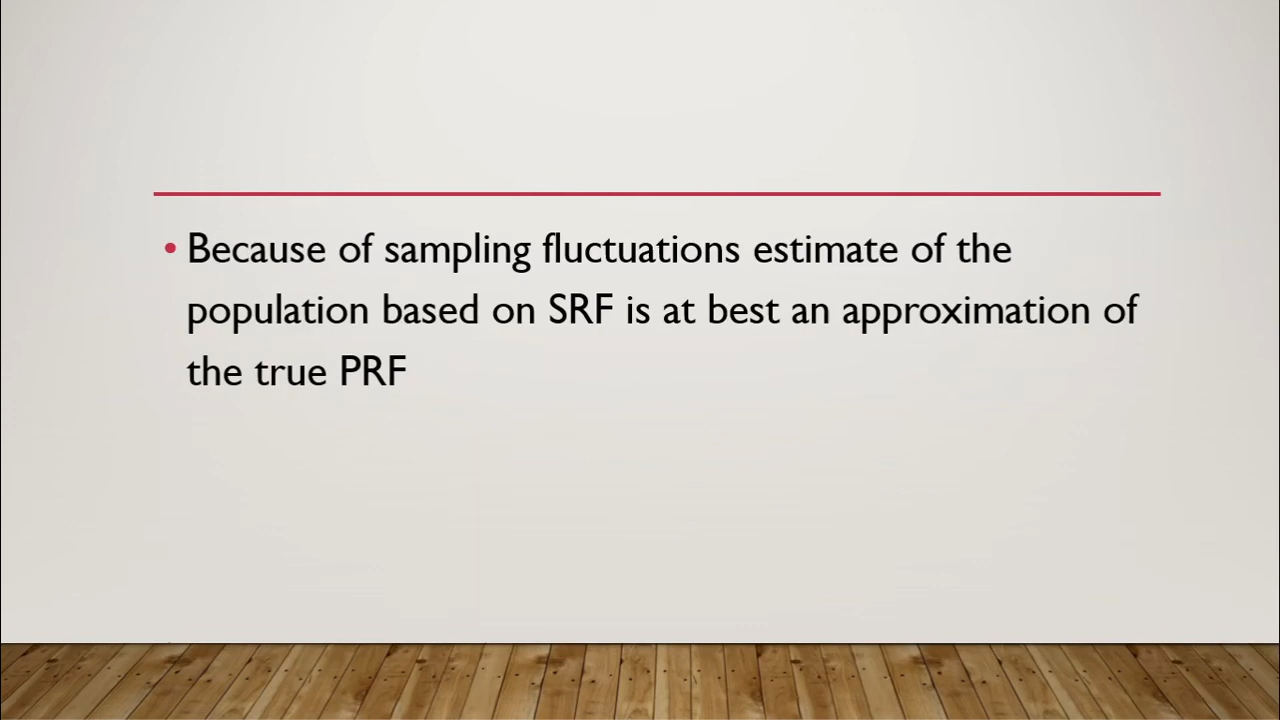 • Because of sampling fluctuations estimate of the
population based on SRF is at best an approximation of
the true PRF